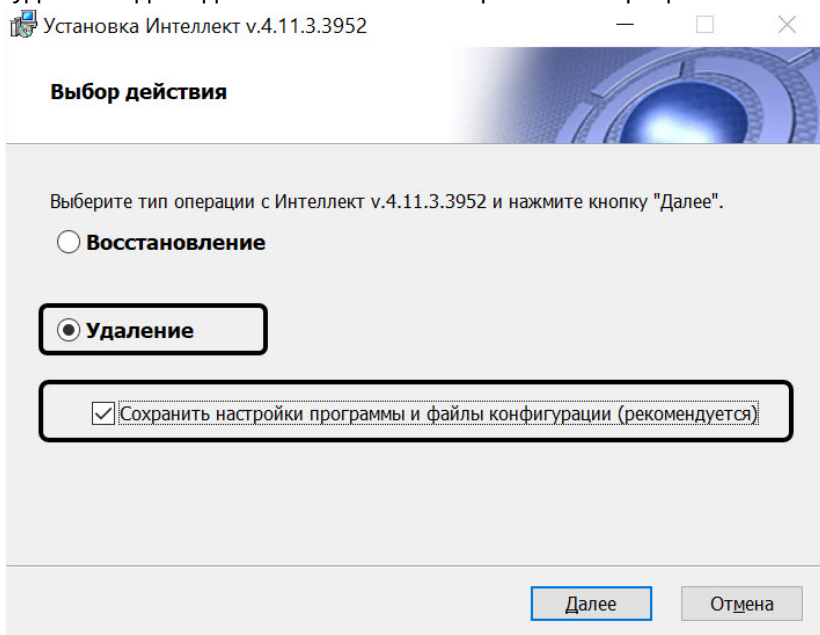 Установка Интеллект v.4.11.3.3952
Выбор действия
Выберите тип операции с Интеллект v.4.11.3.3952 и нажмите кнопку "Далее".
Восстановление
Удаление
Сохранить настройки программы и файлы конфигурации (рекомендуется)
Далее
Отмена